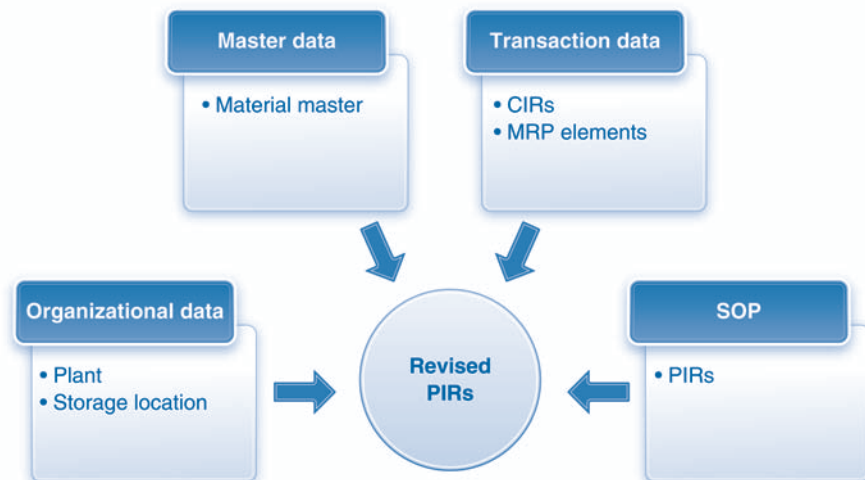 Master data
• Material master
Transaction data
• CIRs
• MRP elements
Organizational data
• Plant
• Storage location
Revised
PIRs
SOP
• PIRs